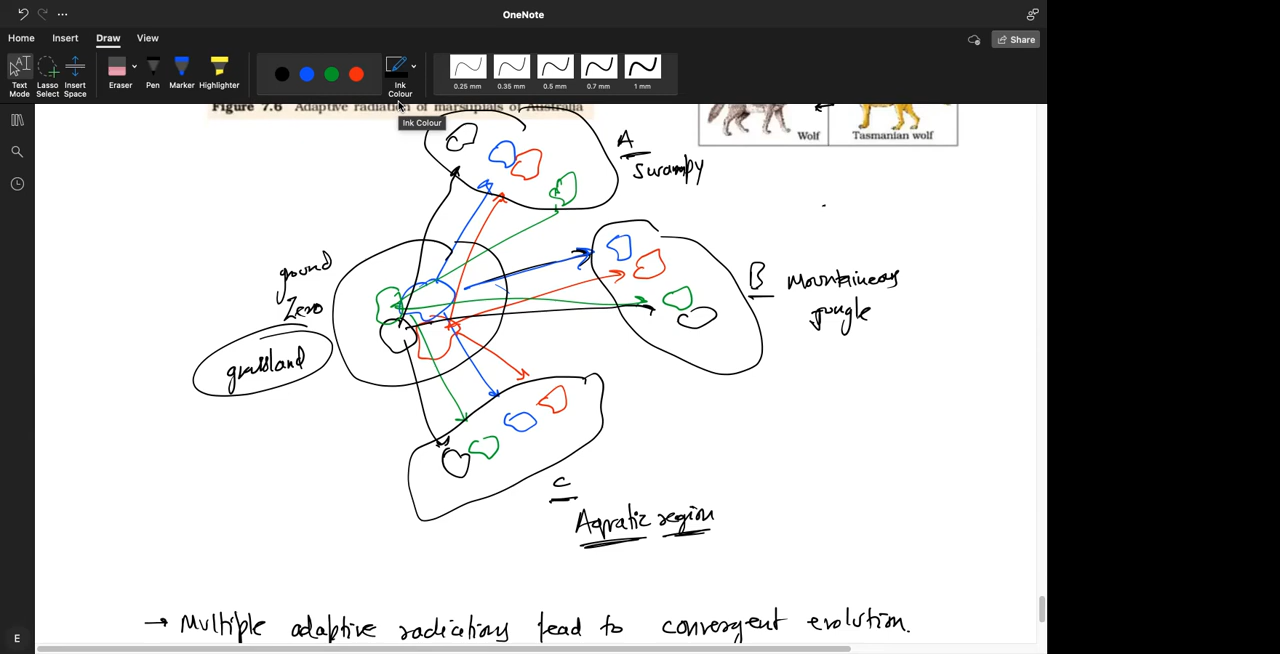 OneNote
Home Insert Draw View
Share
Text Mode
Lasso Select
Insert Space
Eraser
Pen
Marker
Highlighter
Ink Colour
0.25 mm
0.35 mm
0.5 mm
0.7 mm
1 mm
Figure 7.6 Adaptive radiation of marsupials of Australia
Ink Colour
Wolf
Tasmanian wolf
A
Swampy
ground
Zero
grassland
B
Mountaineous
Jungle
C
Aquatic region
→ Multiple adaptive radiations lead to convergent evolution.
E